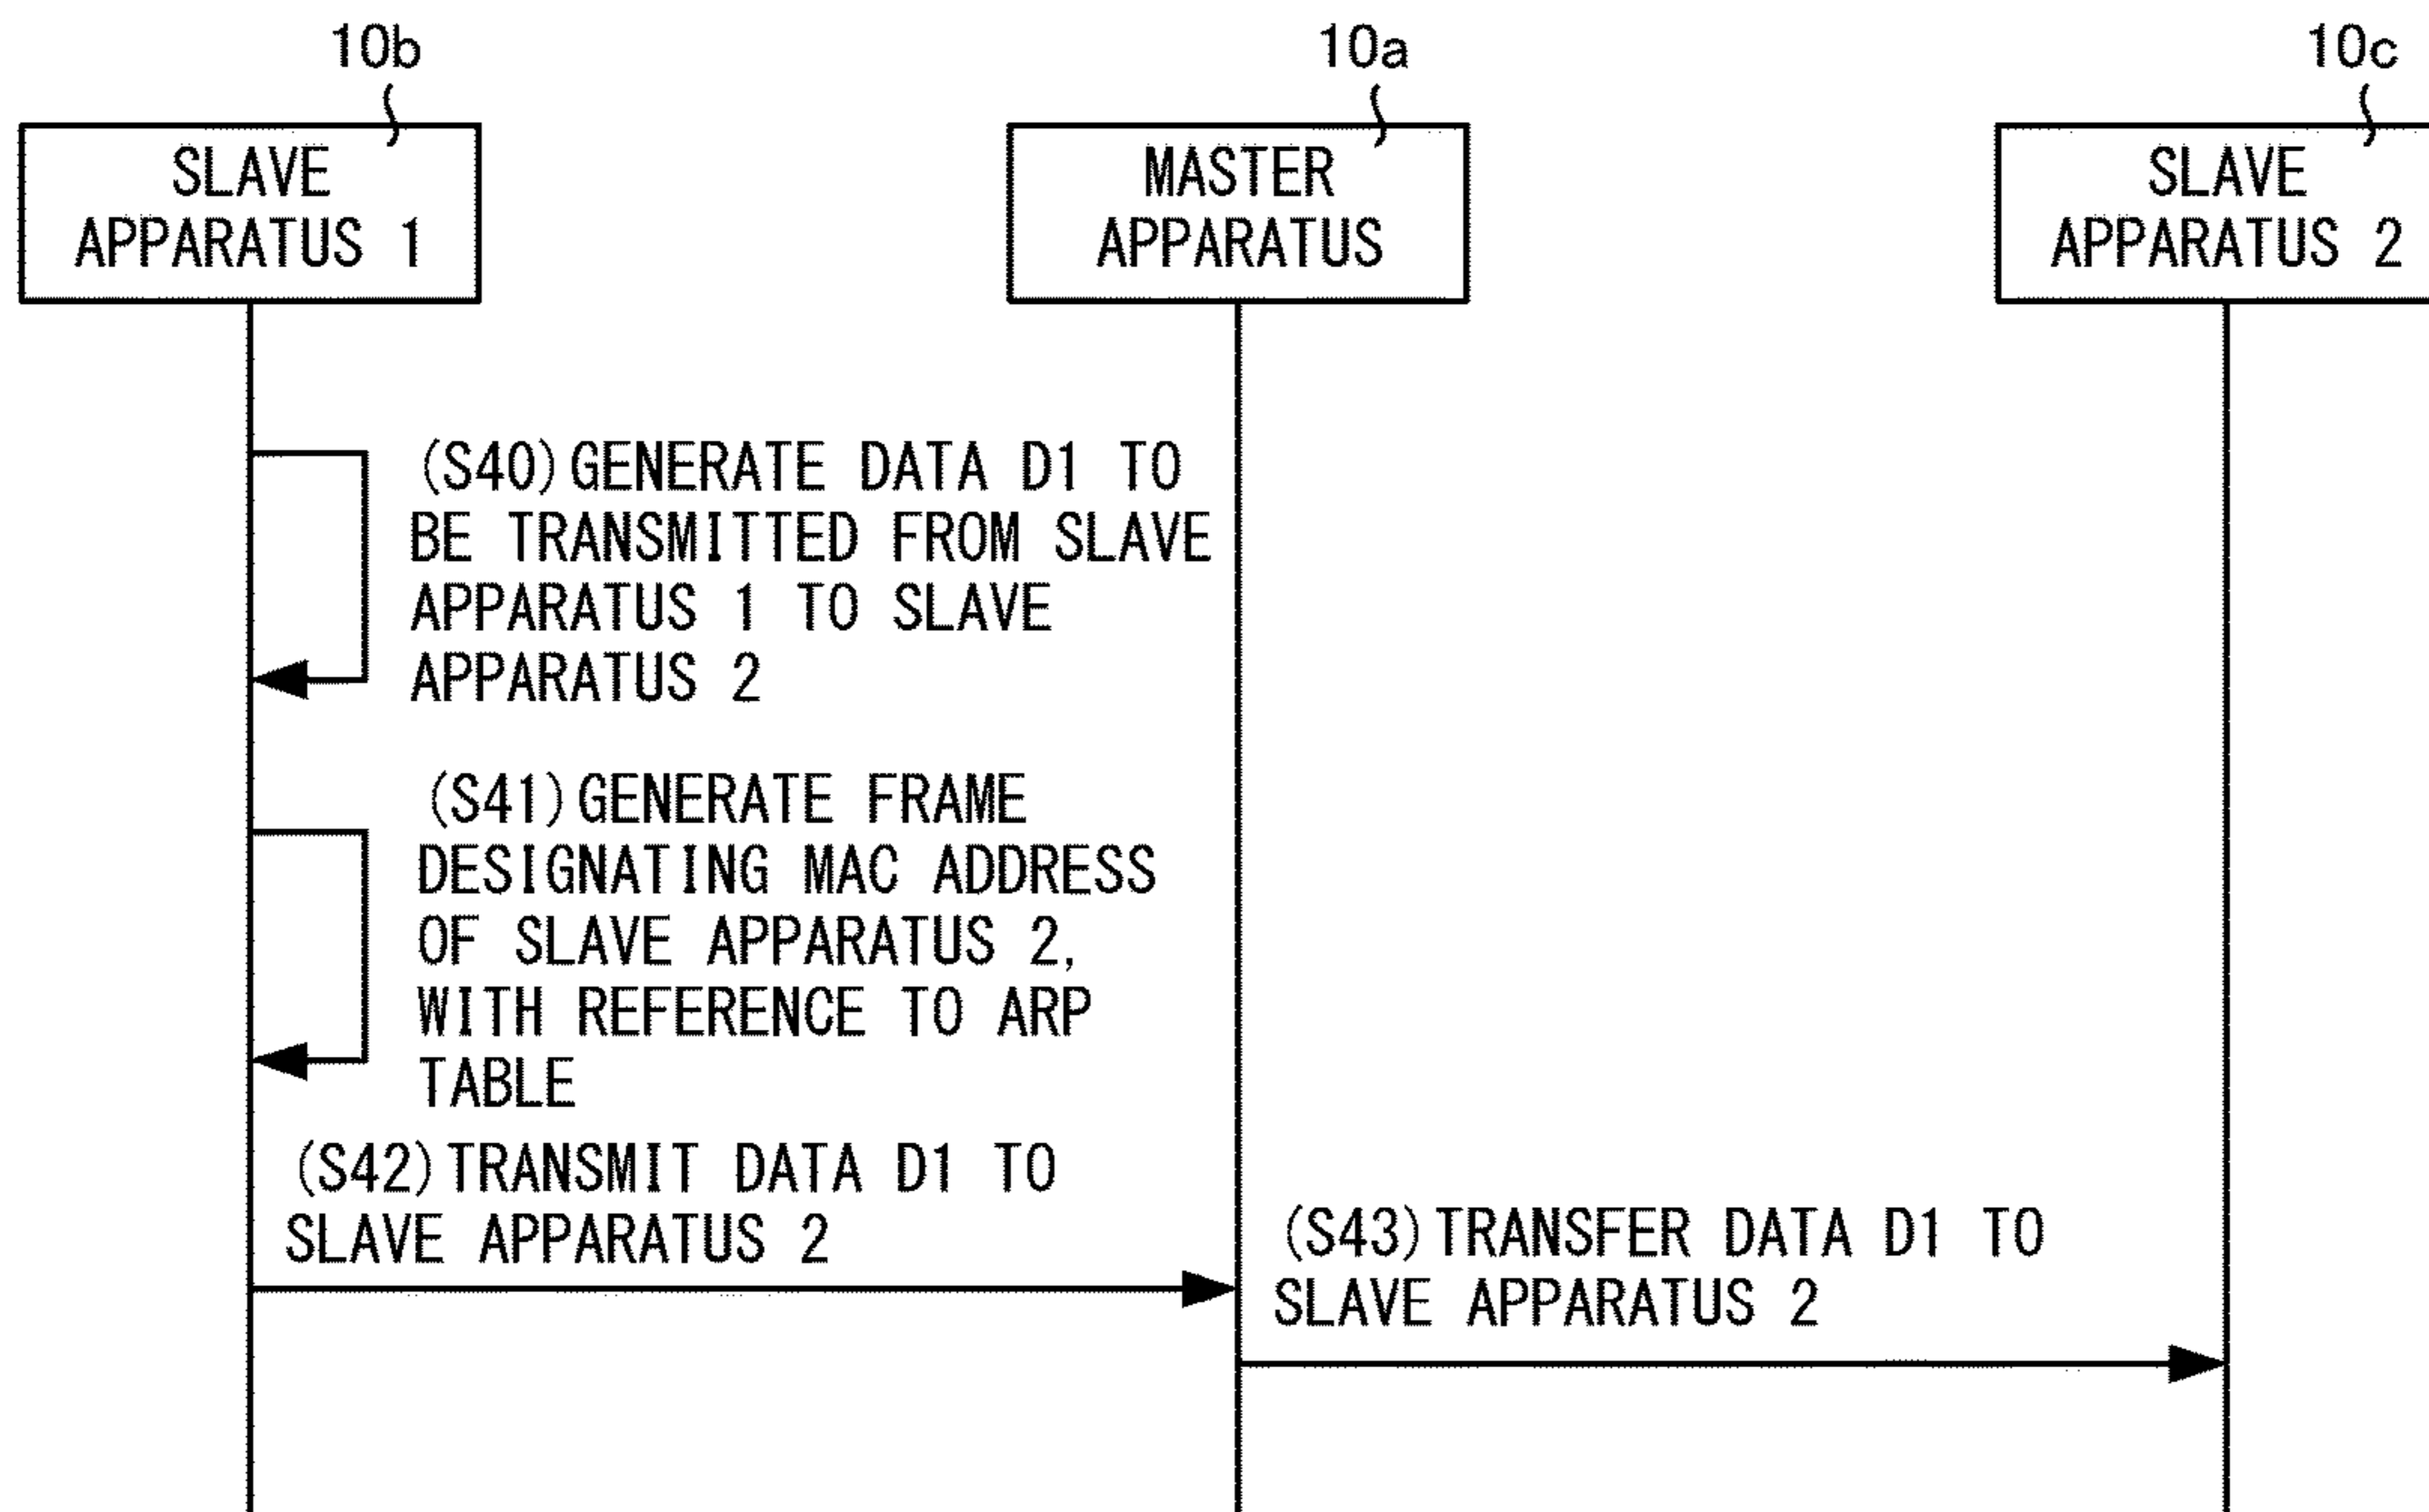 10b
10a
10c
SLAVE
APPARATUS 1
MASTER
APPARATUS
SLAVE
APPARATUS 2
(S40) GENERATE DATA D1 TO
BE TRANSMITTED FROM SLAVE
APPARATUS 1 TO SLAVE
APPARATUS 2
(S41) GENERATE FRAME
DESIGNATING MAC ADDRESS
OF SLAVE APPARATUS 2,
WITH REFERENCE TO ARP
TABLE
(S42) TRANSMIT DATA D1 TO
SLAVE APPARATUS 2
(S43) TRANSFER DATA D1 TO
SLAVE APPARATUS 2